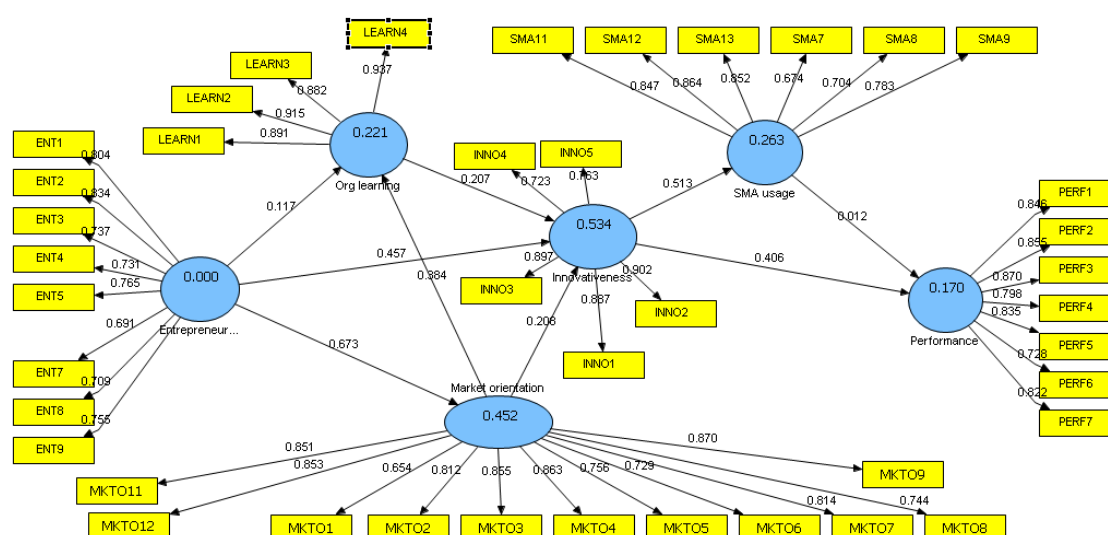 LEARN4
SMA11
SMA12
SMA13
SMA7
SMA8
SMA9
LEARN3
0.937
LEARN2
0.882
0.847
0.864
0.852
0.674
0.704
0.783
LEARN1
0.915
0.891
0.221
Org learning
INNO4
INNO5
0.263
SMA usage
ENT1
0.804
ENT2
0.834
ENT3
0.737
ENT4
0.731
ENT5
0.765
0.117
0.207
0.723
0.763
0.513
0.012
PERF1
0.846
PERF2
0.855
PERF3
0.870
PERF4
0.798
PERF5
0.835
PERF6
0.728
PERF7
0.822
0.000
Entrepreneur...
0.457
0.384
0.534
Innovativeness
0.897
0.902
0.887
INNO3
INNO2
INNO1
0.406
0.170
Performance
0.691
ENT7
0.709
ENT8
0.755
ENT9
0.673
0.208
Market orientation
0.452
0.851
0.853
0.654
0.812
0.855
0.863
0.756
0.729
0.814
0.744
0.870
MKTO11
MKTO9
MKTO12
MKTO1
MKTO2
MKTO3
MKTO4
MKTO5
MKTO6
MKTO7
MKTO8